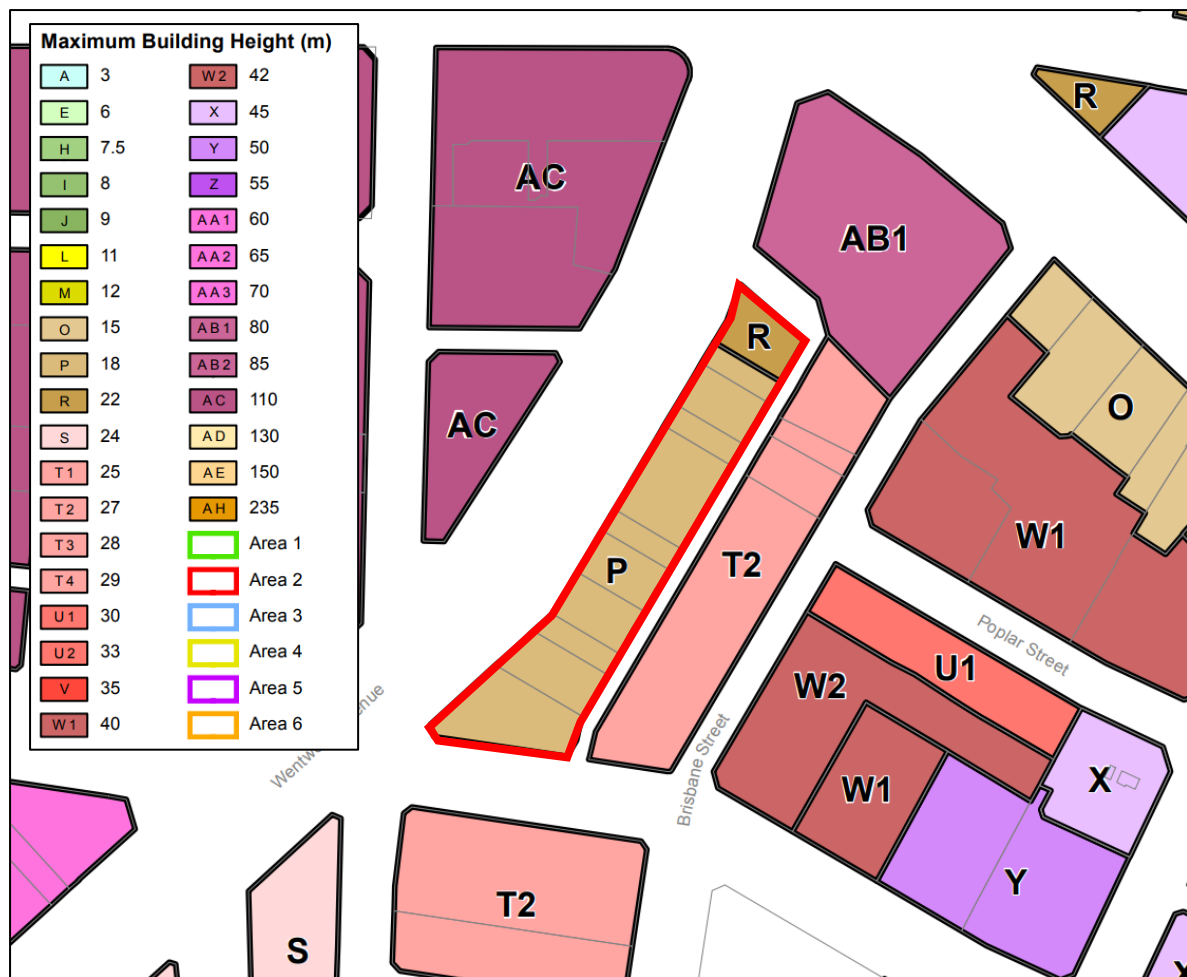 Maximum Building Height (m)
A 3
E 6
H 7.5
I 8
J 9
L 11
M 12
O 15
P 18
R 22
S 24
T1 25
T2 27
T3 28
T4 29
U1 30
U2 33
V 35
W1 40
W2 42
X 45
Y 50
Z 55
AA1 60
AA2 65
AA3 70
AB1 80
AB2 85
AC 110
AD 130
AE 150
AH 235
Area 1
Area 2
Area 3
Area 4
Area 5
Area 6
R
AC
AB1
R
O
AC
W1
T2
P
Poplar Street
U1
W2
Brisbane Street
X
W1
Y
T2
S